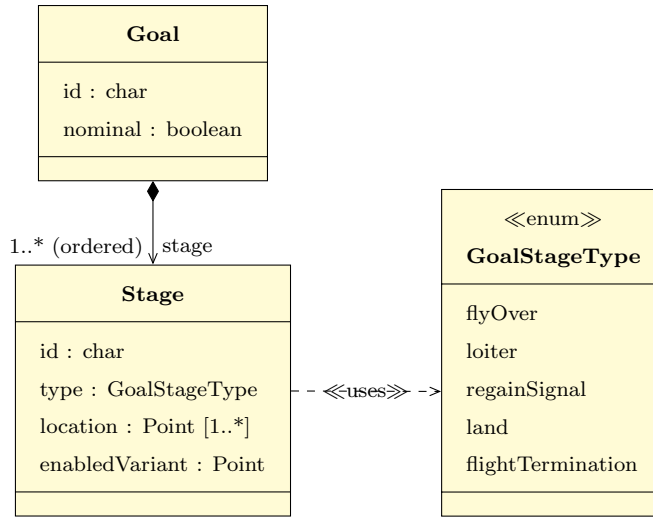 Goal
id : char
nominal : boolean
1..* (ordered) stage
Stage
id : char
type : GoalStageType
location : Point [1..*]
enabledVariant : Point
≪uses≫
≪enum≫
GoalStageType
flyOver
loiter
regainSignal
land
flightTermination